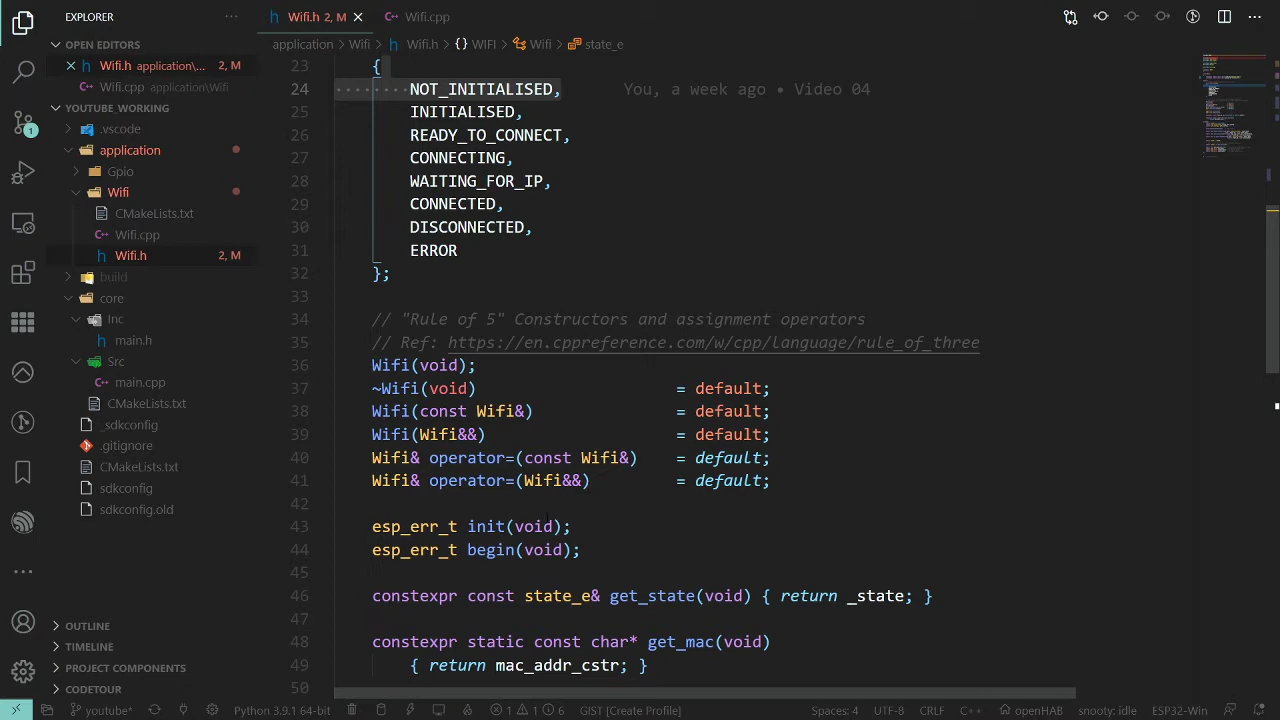 EXPLORER
Wifi.h 2, M
Wifi.cpp
OPEN EDITORS
Wifi.h application\... 2, M
Wifi.cpp application\Wifi
YOUTUBE_WORKING
.vscode
application
Gpio
Wifi
CMakeLists.txt
Wifi.cpp
Wifi.h 2, M
build
core
Inc
main.h
Src
main.cpp
CMakeLists.txt
_sdkconfig
.gitignore
CMakeLists.txt
sdkconfig
sdkconfig.old
OUTLINE
TIMELINE
PROJECT COMPONENTS
CODETOUR
application > Wifi > Wifi.h > {} WIFI > Wifi > state_e
23 {
24 NOT_INITIALISED, You, a week ago • Video 04
25 INITIALISED,
26 READY_TO_CONNECT,
27 CONNECTING,
28 WAITING_FOR_IP,
29 CONNECTED,
30 DISCONNECTED,
31 ERROR
32 };
33
34 // "Rule of 5" Constructors and assignment operators
35 // Ref: https://en.cppreference.com/w/cpp/language/rule_of_three
36 Wifi(void);
37 ~Wifi(void) = default;
38 Wifi(const Wifi&) = default;
39 Wifi(Wifi&&) = default;
40 Wifi& operator=(const Wifi&) = default;
41 Wifi& operator=(Wifi&&) = default;
42
43 esp_err_t init(void);
44 esp_err_t begin(void);
45
46 constexpr const state_e& get_state(void) { return _state; }
47
48 constexpr static const char* get_mac(void)
49 { return mac_addr_cstr; }
50
youtube* Python 3.9.1 64-bit 1 1 6 GIST [Create Profile] Spaces: 4 UTF-8 CRLF C++ openHAB snooty: idle ESP32-Win